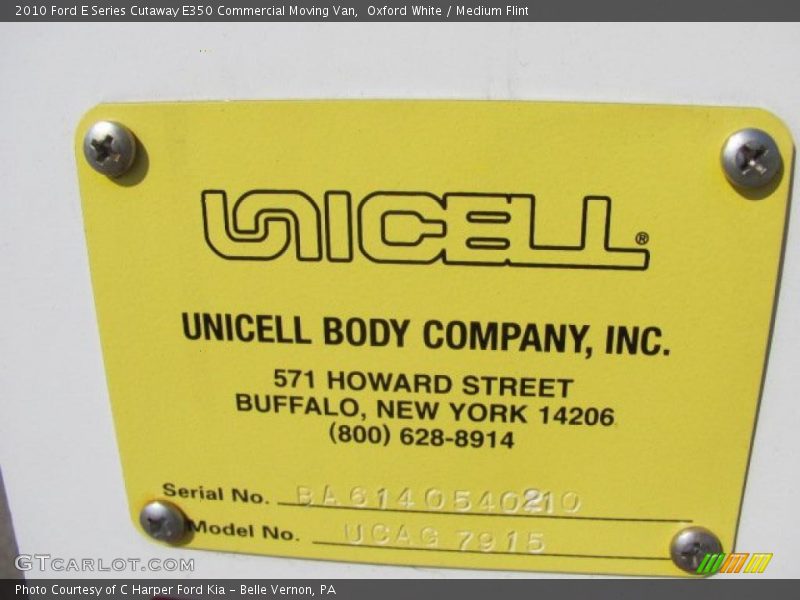 2010 Ford E Series Cutaway E350 Commercial Moving Van,  Oxford White / Medium Flint
UNICELL®
UNICELL BODY COMPANY, INC.
571 HOWARD STREET
BUFFALO, NEW YORK 14206
(800) 628-8914
Serial No.
Model No. UCAG 7915
GTcarlot.com
Photo Courtesy of C Harper Ford Kia – Belle Vernon, PA